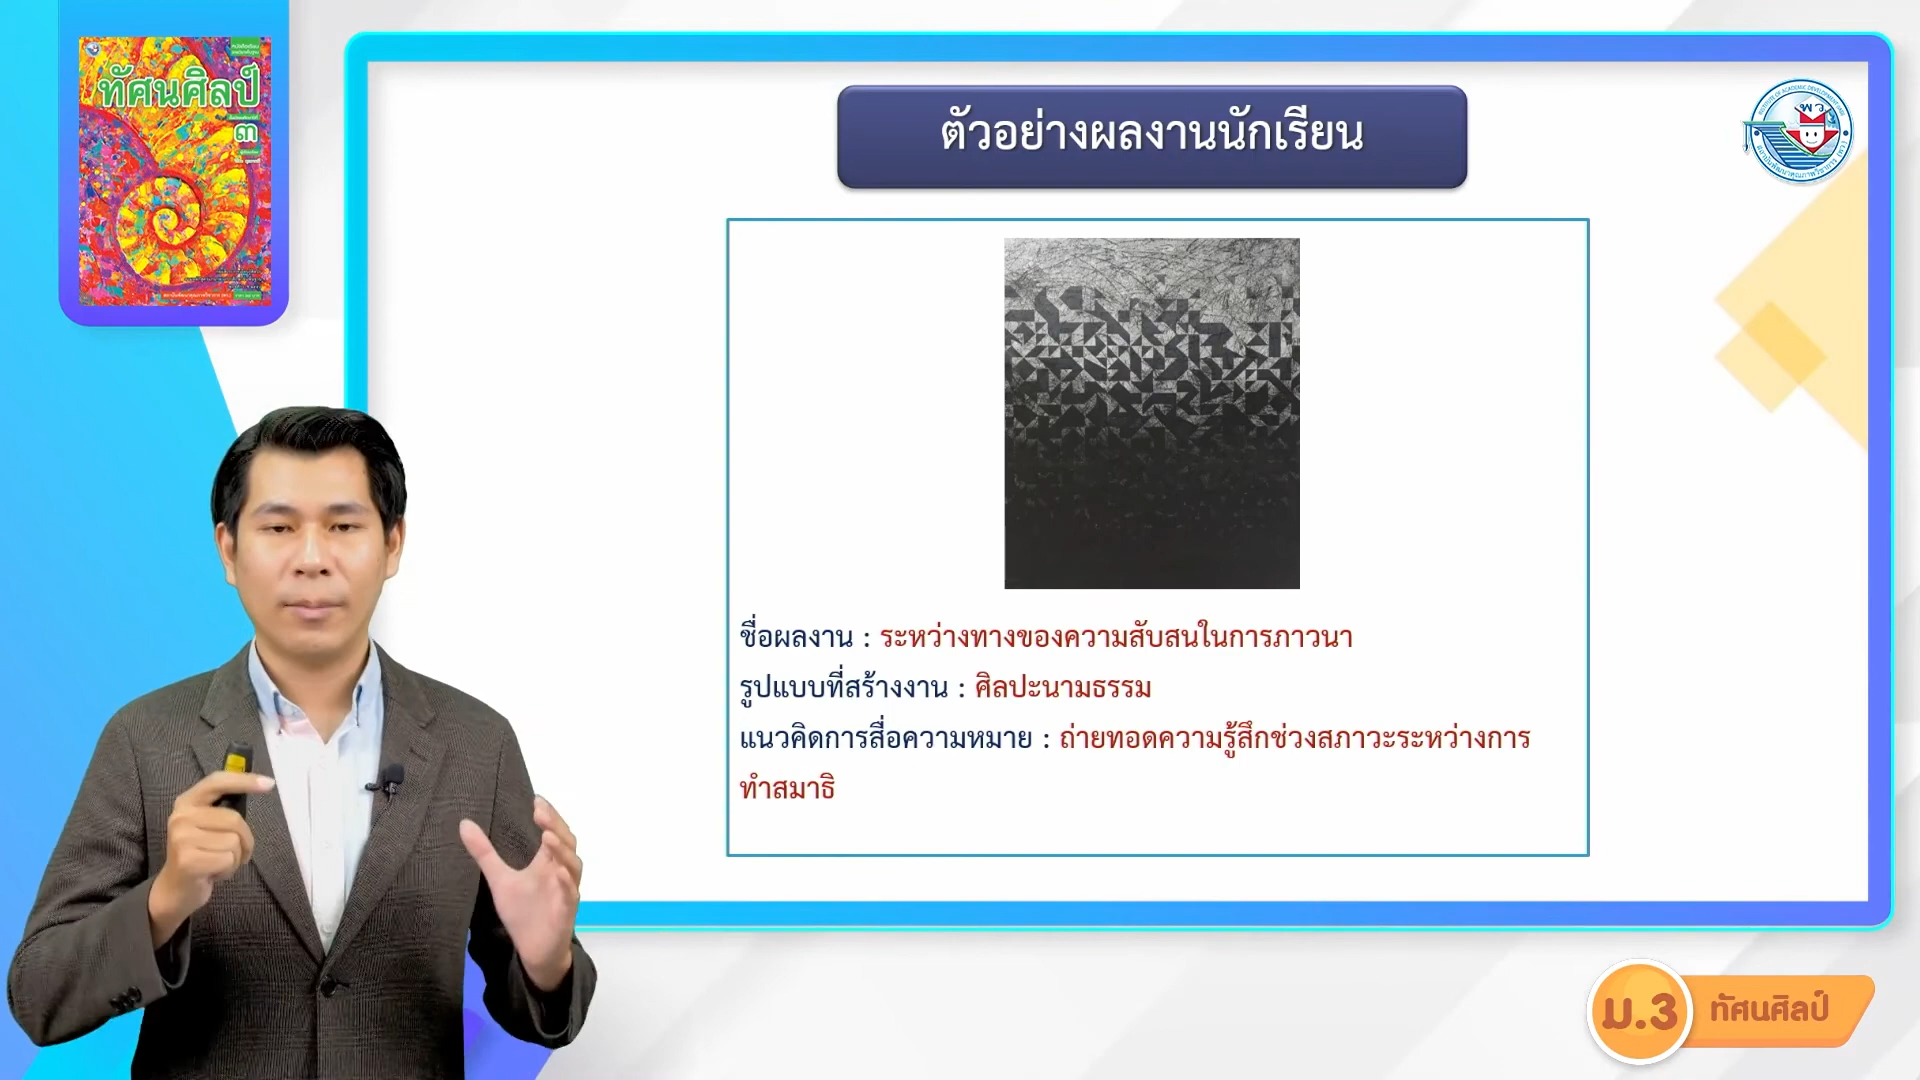 ทัศนศิลป์
๓
ตัวอย่างผลงานนักเรียน
พว
ชื่อผลงาน : ระหว่างทางของความสับสนในการภาวนา
รูปแบบที่สร้างงาน : ศิลปะนามธรรม
แนวคิดการสื่อความหมาย : ถ่ายทอดความรู้สึกช่วงสภาวะระหว่างการ
ทำสมาธิ
ม.3 ทัศนศิลป์